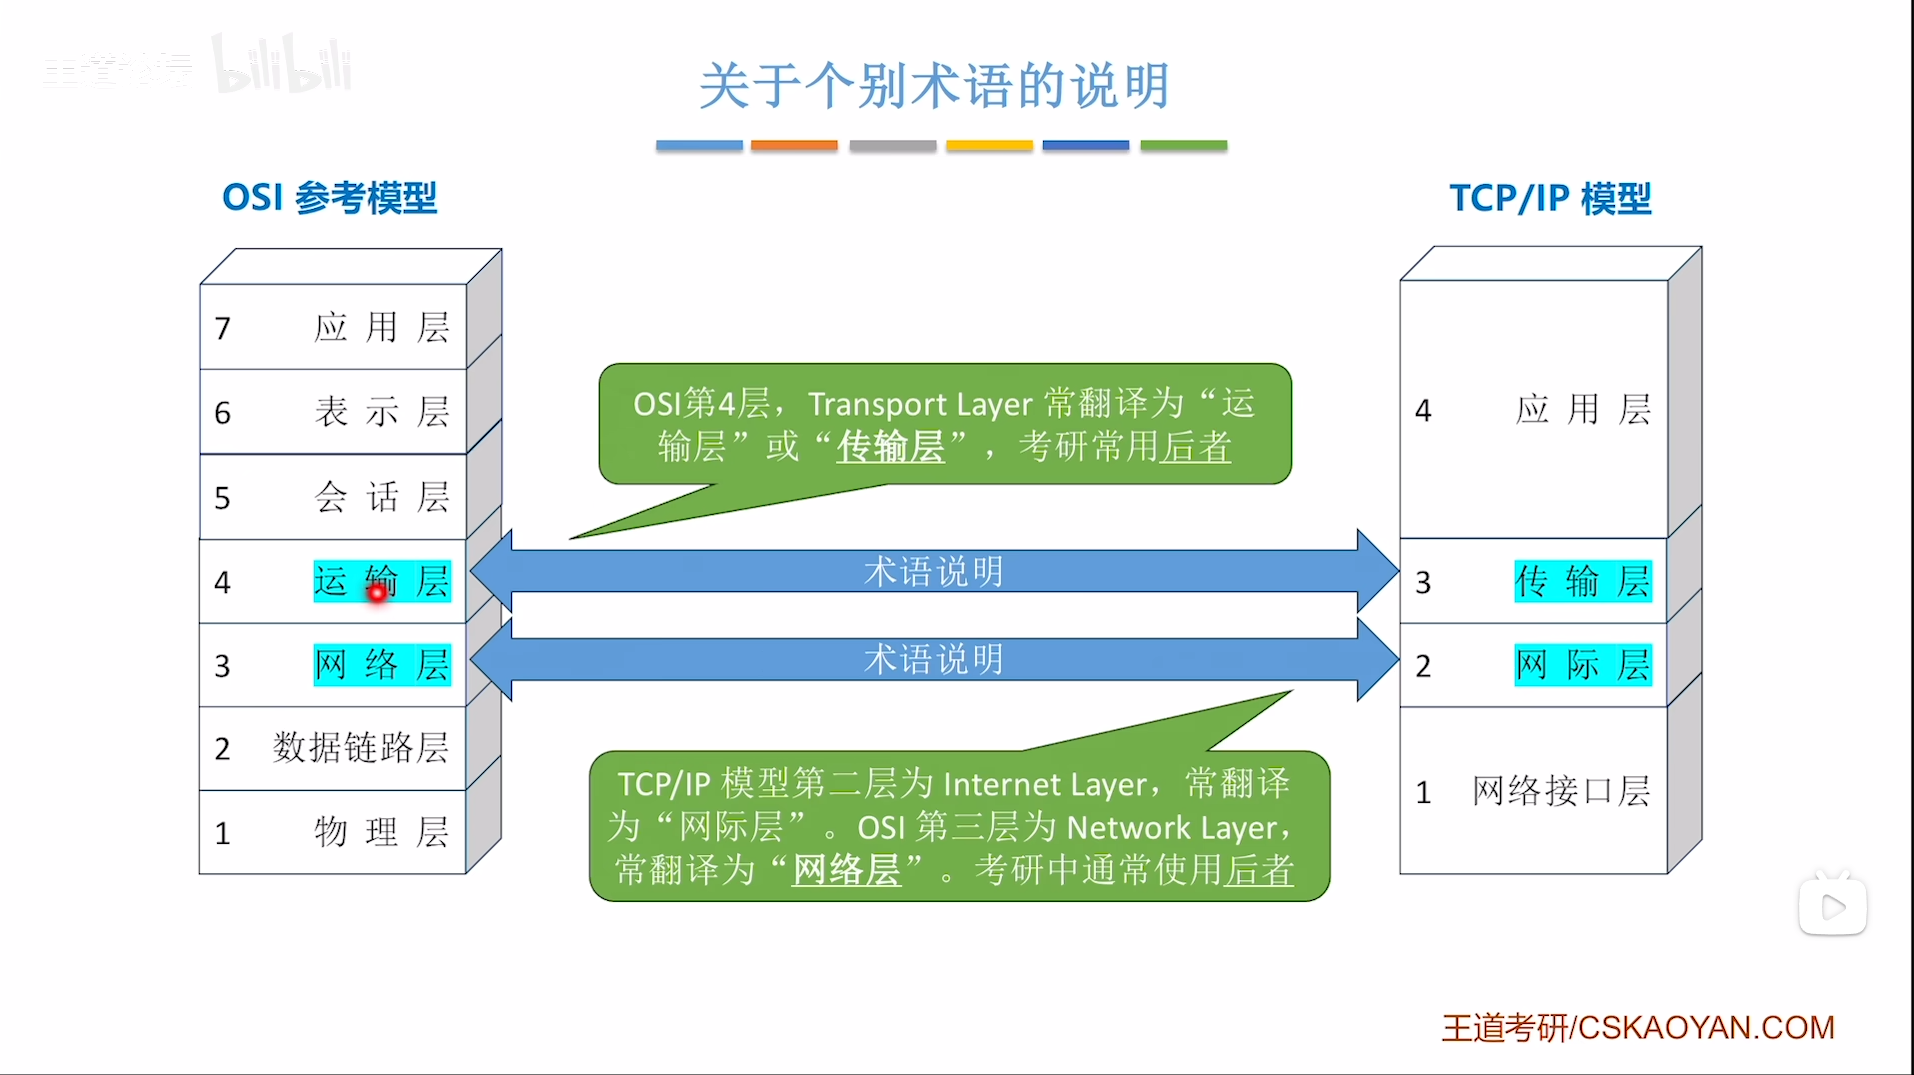 王道论坛 bilibili
关于个别术语的说明
OSI 参考模型
TCP/IP 模型
7 应用层
6 表示层
5 会话层
4 运输层
3 网络层
2 数据链路层
1 物理层
OSI第4层，Transport Layer 常翻译为“运
输层”或“传输层”，考研常用后者
术语说明
术语说明
TCP/IP 模型第二层为 Internet Layer，常翻译
为“网际层”。OSI 第三层为 Network Layer，
常翻译为“网络层”。考研中通常使用后者
4 应用层
3 传输层
2 网际层
1 网络接口层
王道考研/CSKAOYAN.COM